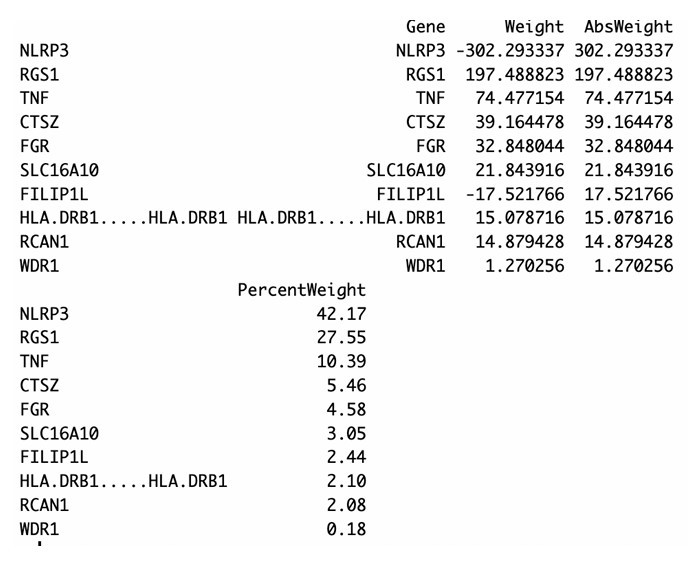 Gene Weight AbsWeight
NLRP3 NLRP3 -302.293337 302.293337
RGS1 RGS1 197.488823 197.488823
TNF TNF 74.477154 74.477154
CTSZ CTSZ 39.164478 39.164478
FGR FGR 32.848044 32.848044
SLC16A10 SLC16A10 21.843916 21.843916
FILIP1L FILIP1L -17.521766 17.521766
HLA.DRB1.....HLA.DRB1 HLA.DRB1.....HLA.DRB1 15.078716 15.078716
RCAN1 RCAN1 14.879428 14.879428
WDR1 WDR1 1.270256 1.270256
PercentWeight
NLRP3 42.17
RGS1 27.55
TNF 10.39
CTSZ 5.46
FGR 4.58
SLC16A10 3.05
FILIP1L 2.44
HLA.DRB1.....HLA.DRB1 2.10
RCAN1 2.08
WDR1 0.18